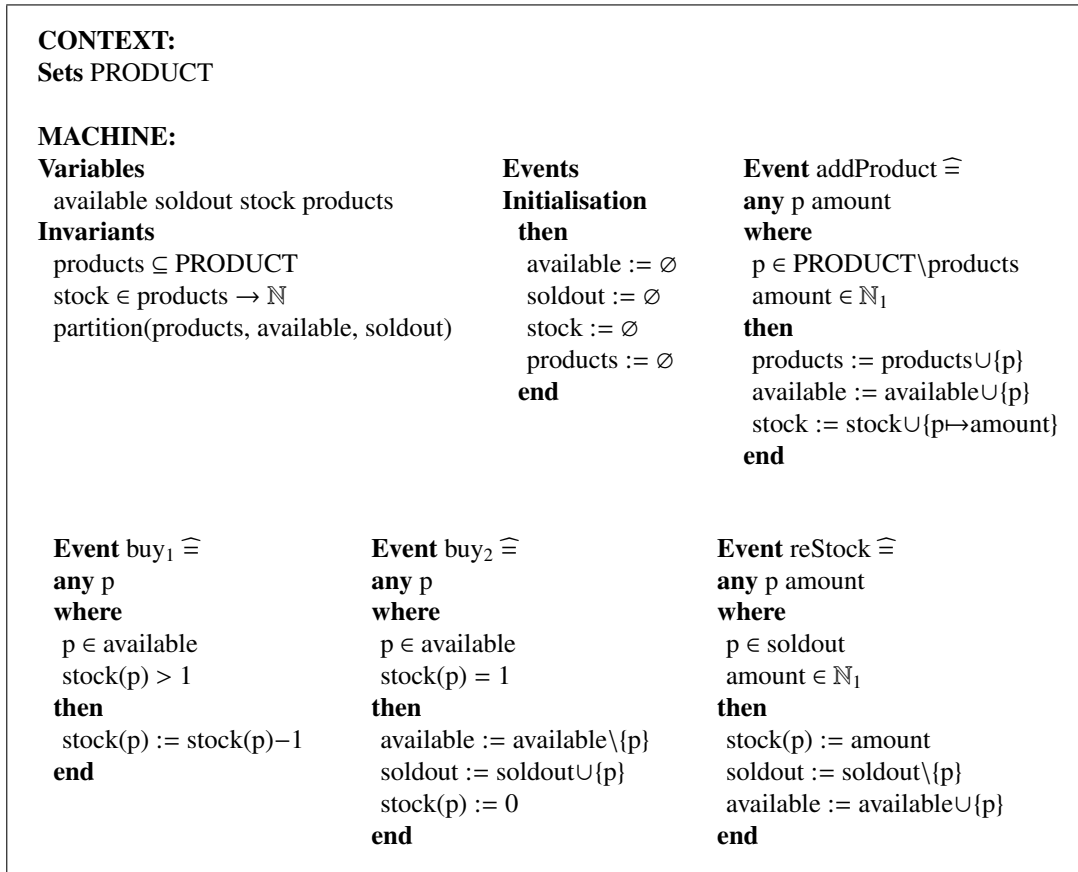 CONTEXT:
Sets PRODUCT
MACHINE:
Variables
available soldout stock products
Invariants
products ⊆ PRODUCT
stock ∈ products → ℕ
partition(products, available, soldout)
Events
Initialisation
then
available := ∅
soldout := ∅
stock := ∅
products := ∅
end
Event addProduct ≙
any p amount
where
p ∈ PRODUCT\products
amount ∈ ℕ₁
then
products := products∪{p}
available := available∪{p}
stock := stock∪{p↦amount}
end
Event buy₁ ≙
any p
where
p ∈ available
stock(p) > 1
then
stock(p) := stock(p)−1
end
Event buy₂ ≙
any p
where
p ∈ available
stock(p) = 1
then
available := available\{p}
soldout := soldout∪{p}
stock(p) := 0
end
Event reStock ≙
any p amount
where
p ∈ soldout
amount ∈ ℕ₁
then
stock(p) := amount
soldout := soldout\{p}
available := available∪{p}
end